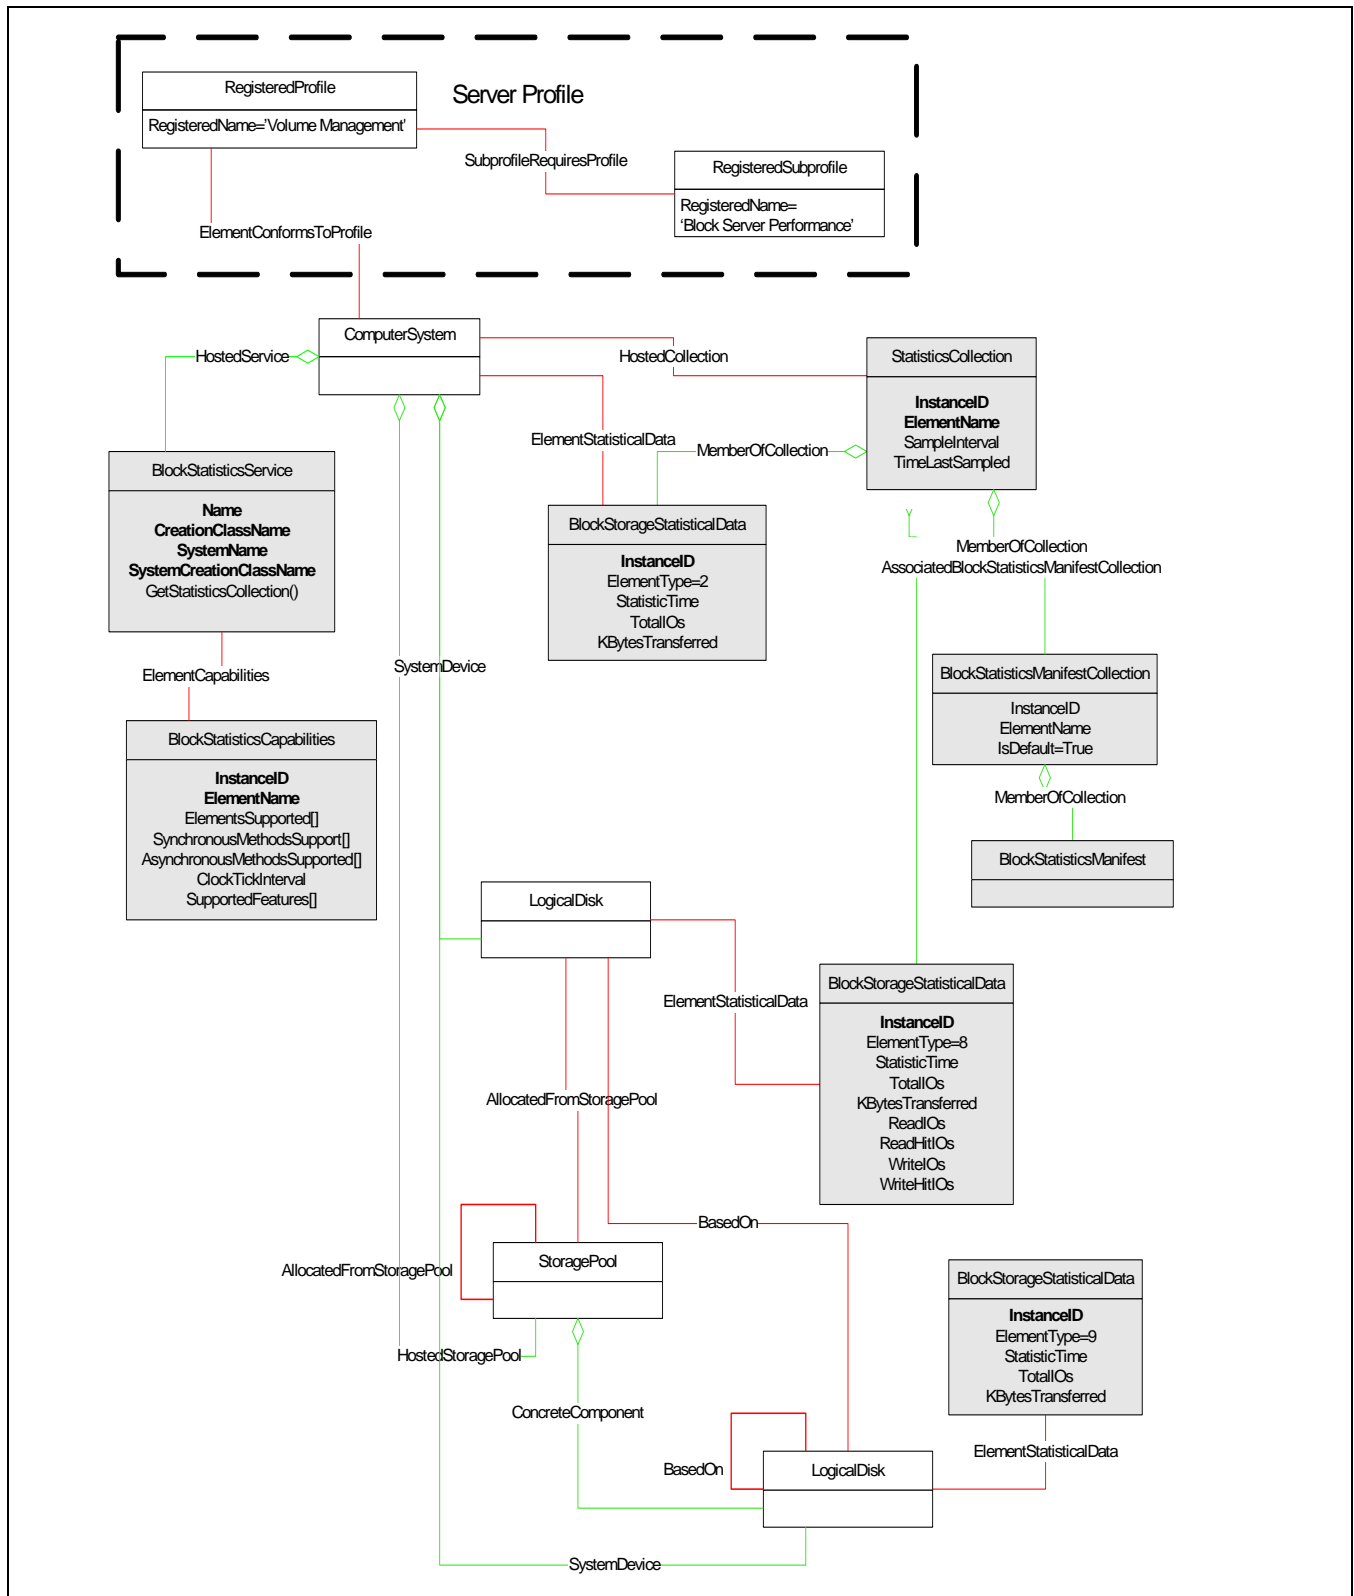 RegisteredProfile
RegisteredName='Volume Management'
Server Profile
SubprofileRequiresProfile
RegisteredSubprofile
RegisteredName=
'Block Server Performance'
ElementConformsToProfile
ComputerSystem
HostedService
HostedCollection
StatisticsCollection
InstanceID
ElementName
SampleInterval
TimeLastSampled
ElementStatisticalData
MemberOfCollection
BlockStatisticsService
Name
CreationClassName
SystemName
SystemCreationClassName
GetStatisticsCollection()
BlockStorageStatisticalData
InstanceID
ElementType=2
StatisticTime
TotalIOs
KBytesTransferred
MemberOfCollection
AssociatedBlockStatisticsManifestCollection
SystemDevice
ElementCapabilities
BlockStatisticsManifestCollection
InstanceID
ElementName
IsDefault=True
BlockStatisticsCapabilities
InstanceID
ElementName
ElementsSupported[]
SynchronousMethodsSupport[]
AsynchronousMethodsSupported[]
ClockTickInterval
SupportedFeatures[]
MemberOfCollection
BlockStatisticsManifest
LogicalDisk
ElementStatisticalData
BlockStorageStatisticalData
InstanceID
ElementType=8
StatisticTime
TotalIOs
KBytesTransferred
ReadIOs
ReadHitIOs
WriteIOs
WriteHitIOs
AllocatedFromStoragePool
BasedOn
StoragePool
AllocatedFromStoragePool
HostedStoragePool
BlockStorageStatisticalData
InstanceID
ElementType=9
StatisticTime
TotalIOs
KBytesTransferred
ConcreteComponent
ElementStatisticalData
BasedOn
LogicalDisk
SystemDevice